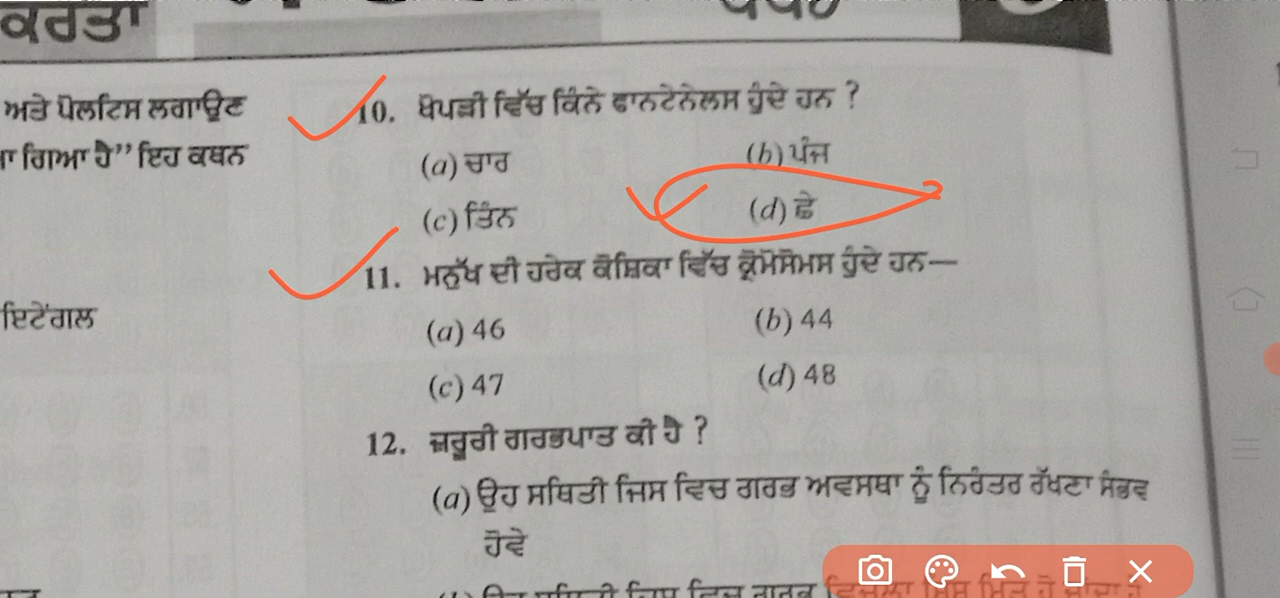 ਕਰਤਾ
ਅਤੇ ਪੋਲਟਿਸ ਲਗਾਉਣ
ਗਿਆ ਹੈ” ਇਹ ਕਥਨ
ਇਟੇਂਗਲ
10. ਖੋਪੜੀ ਵਿੱਚ ਕਿੰਨੇ ਫਾਨਟੇਨੇਲਸ ਹੁੰਦੇ ਹਨ ?
(a) ਚਾਰ (b) ਪੰਜ
(c) ਤਿੰਨ (d) ਛੇ
11. ਮਨੁੱਖ ਦੀ ਹਰੇਕ ਕੋਸ਼ਿਕਾ ਵਿੱਚ ਕ੍ਰੋਮੋਸੋਮਸ ਹੁੰਦੇ ਹਨ—
(a) 46 (b) 44
(c) 47 (d) 48
12. ਜ਼ਰੂਰੀ ਗਰਭਪਾਤ ਕੀ ਹੈ ?
(a) ਉਹ ਸਥਿਤੀ ਜਿਸ ਵਿਚ ਗਰਭ ਅਵਸਥਾ ਨੂੰ ਨਿਰੰਤਰ ਰੱਖਣਾ ਸੰਭਵ
ਹੋਵੇ